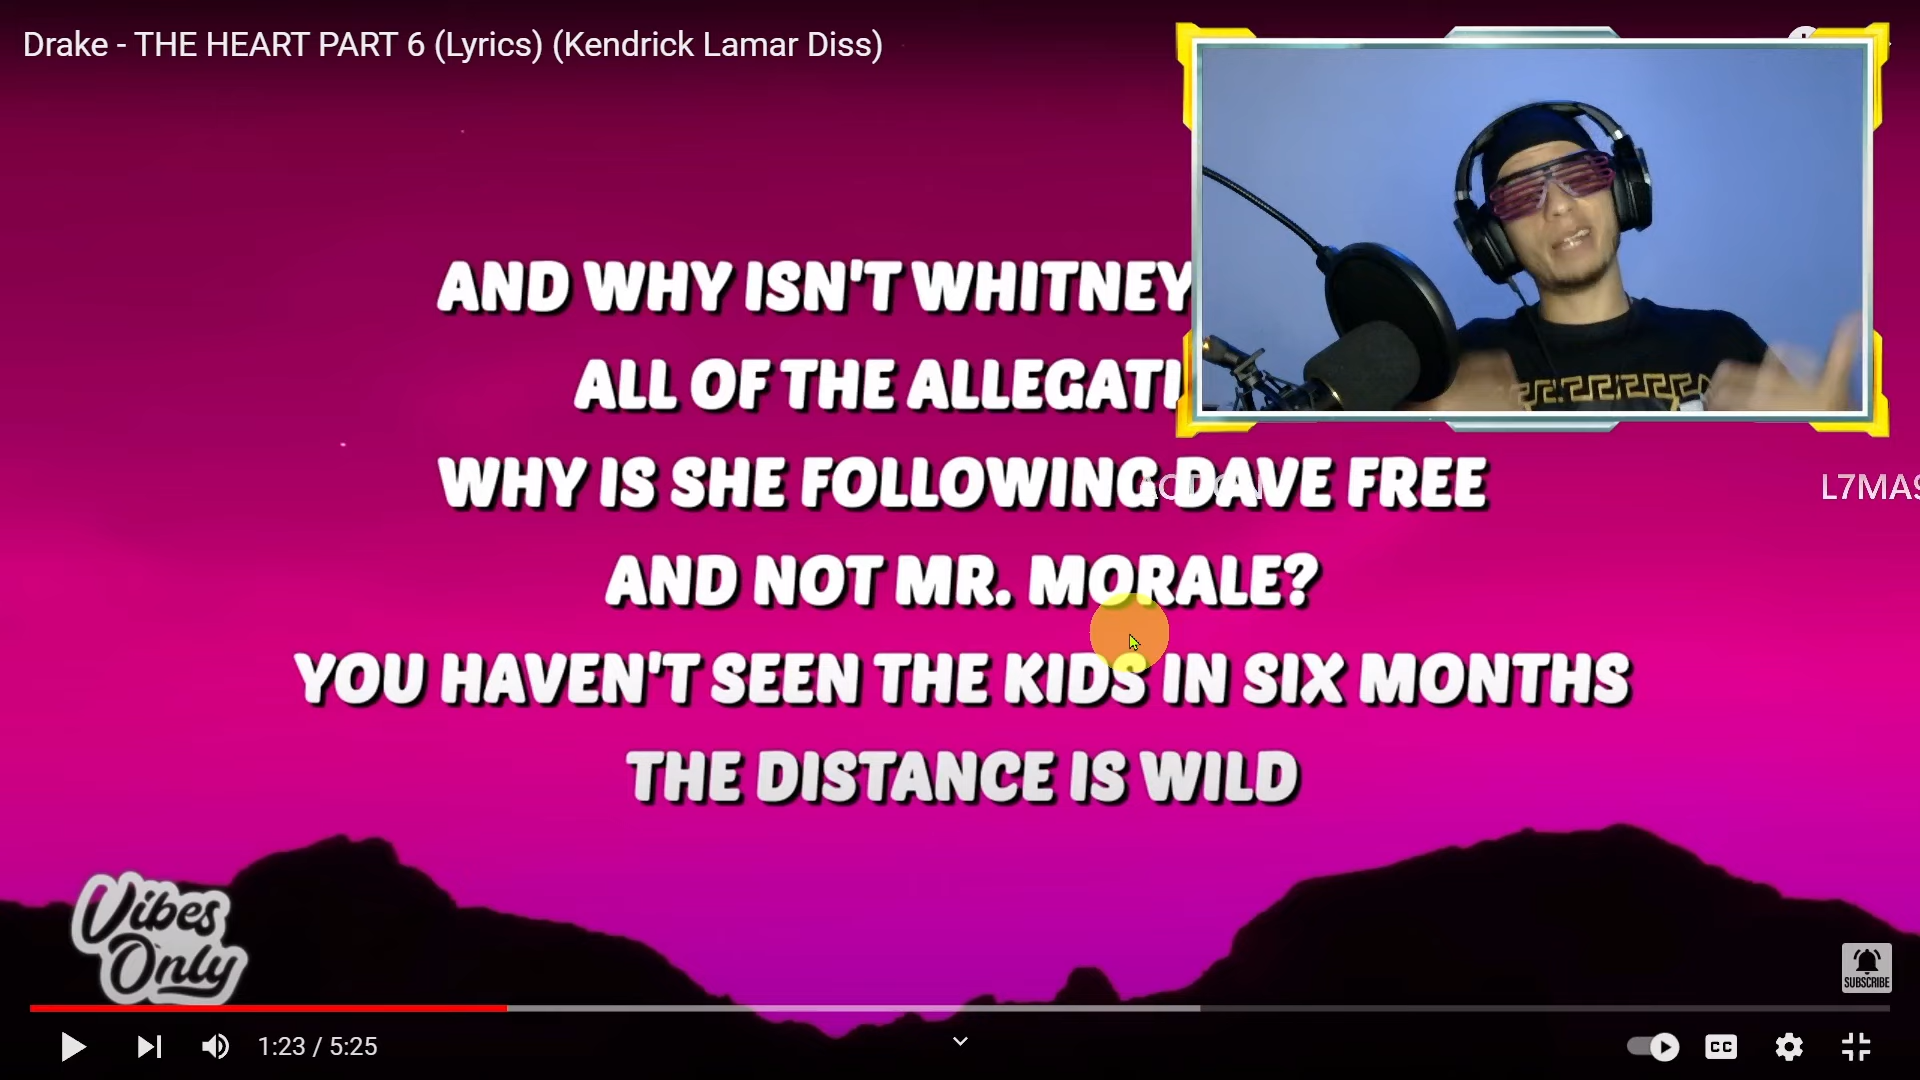 Drake - THE HEART PART 6 (Lyrics) (Kendrick Lamar Diss)
AND WHY ISN'T WHITNEY
ALL OF THE
WHY IS SHE FOLLOWING DAVE FREE
AND NOT MR. MORALE?
YOU HAVEN'T SEEN THE KIDS IN SIX MONTHS
THE DISTANCE IS WILD
Vibes
Only
SUBSCRIBE
1:23 / 5:25
CC